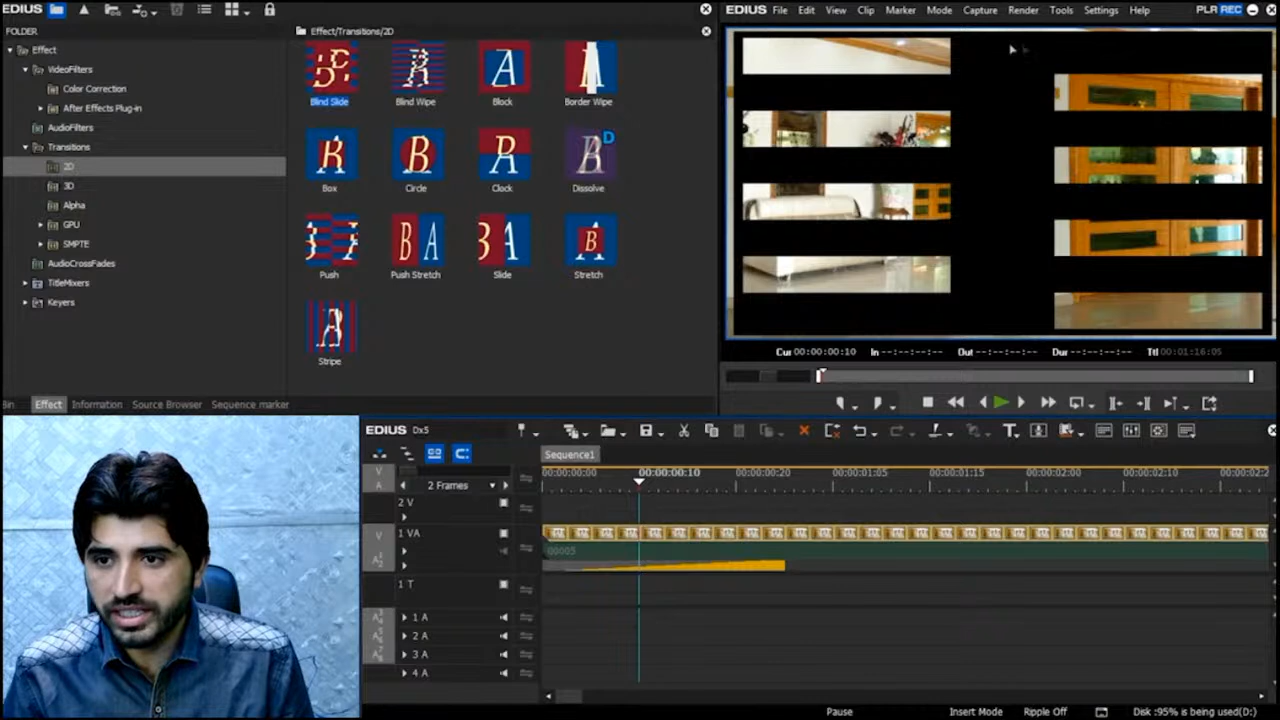 EDIUS
FOLDER
Effect
VideoFilters
Color Correction
After Effects Plug-in
AudioFilters
Transitions
2D
3D
Alpha
GPU
SMPTE
AudioCrossFades
TitleMixers
Keyers
Effect/Transitions/2D
Blind Slide Blind Wipe Block Border Wipe
Box Circle Clock Dissolve
Push Push Stretch Slide Stretch
Stripe
Bin Effect Information Source Browser Sequence marker
EDIUS File Edit View Clip Marker Mode Capture Render Tools Settings Help PLR REC
Cur 00:00:00:10 In --:--:--:-- Out --:--:--:-- Dur --:--:--:-- Ttl 00:01:16:05
EDIUS Dx5
Sequence1
V
A
2 Frames
00:00:00:00 00:00:00:10 00:00:00:20 00:00:01:05 00:00:01:15 00:00:02:00 00:00:02:10
2 V
V 1 VA
00005
1 T
1 A
2 A
3 A
4 A
Pause Insert Mode Ripple Off Disk :95% is being used(D:)